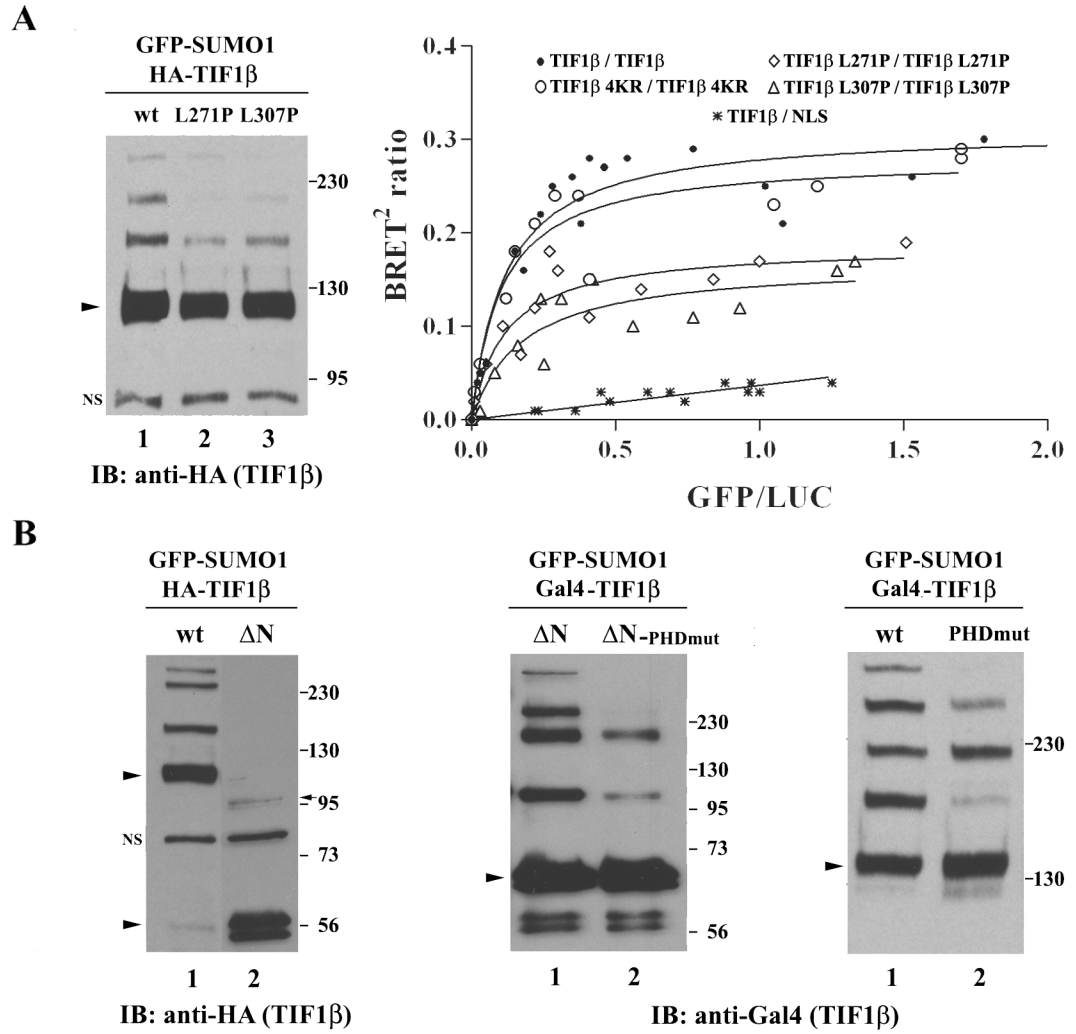 A
GFP-SUMO1
HA-TIF1β
wt L271P L307P
230
130
95
NS
1 2 3
IB: anti-HA (TIF1β)
BRET² ratio
0.4
0.3
0.2
0.1
0.0
TIF1β / TIF1β
TIF1β 4KR / TIF1β 4KR
TIF1β L271P / TIF1β L271P
TIF1β L307P / TIF1β L307P
TIF1β / NLS
0.0 0.5 1.0 1.5 2.0
GFP/LUC
B
GFP-SUMO1
HA-TIF1β
wt ΔN
230
130
95
NS
73
56
1 2
IB: anti-HA (TIF1β)
GFP-SUMO1
Gal4-TIF1β
ΔN ΔN-PHDmut
230
130
95
73
56
1 2
GFP-SUMO1
Gal4-TIF1β
wt PHDmut
230
130
1 2
IB: anti-Gal4 (TIF1β)